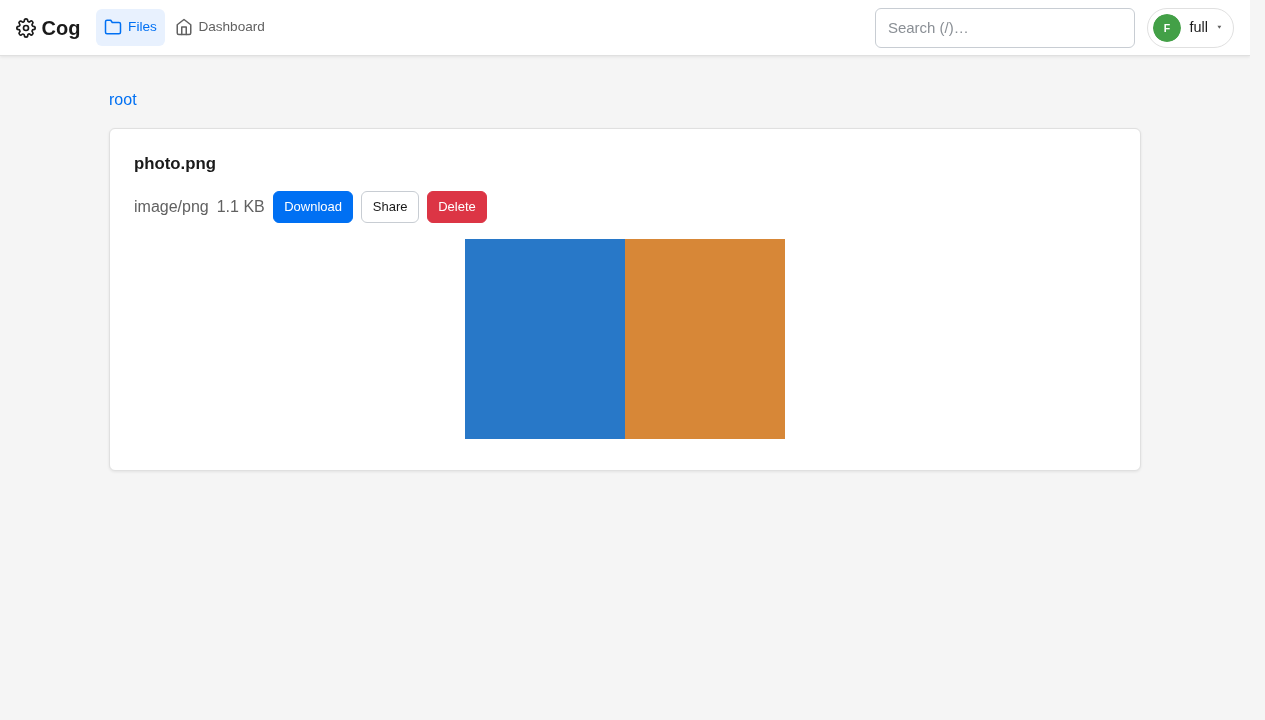 Cog Files Dashboard Search (/)… F full
root
photo.png
image/png 1.1 KB Download Share Delete